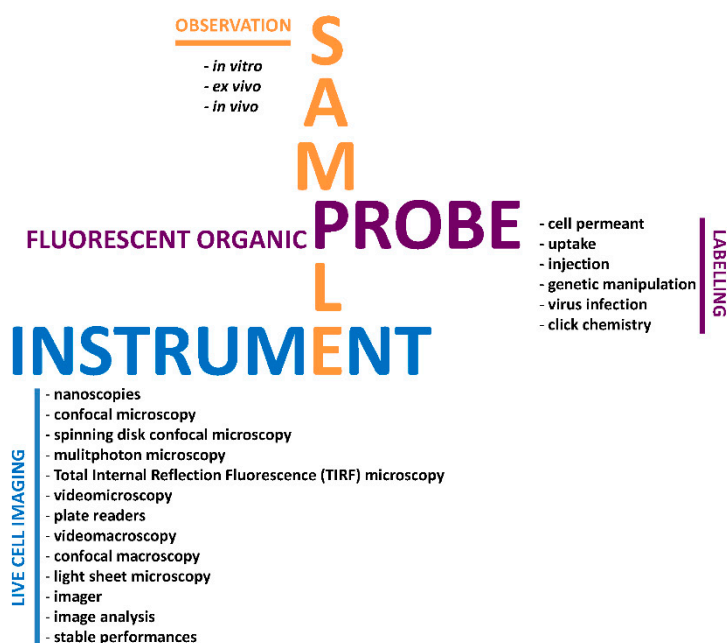 OBSERVATION
- in vitro
- ex vivo
- in vivo
SAMPLE
FLUORESCENT ORGANIC PROBE
- cell permeant
- uptake
- injection
- genetic manipulation
- virus infection
- click chemistry
LABELLING
INSTRUMENT
LIVE CELL IMAGING
- nanoscopies
- confocal microscopy
- spinning disk confocal microscopy
- mulitphoton microscopy
- Total Internal Reflection Fluorescence (TIRF) microscopy
- videomicroscopy
- plate readers
- videomacroscopy
- confocal macroscopy
- light sheet microscopy
- imager
- image analysis
- stable performances